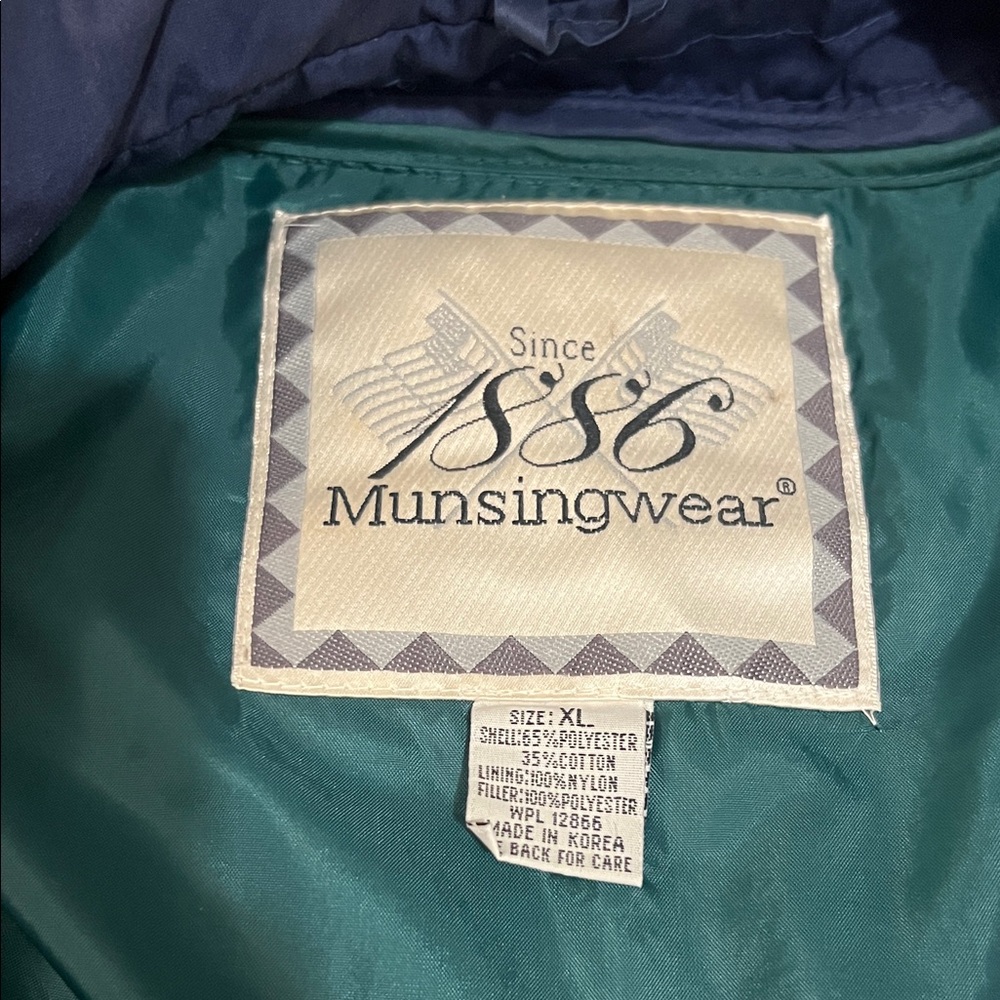 Since
1886
Munsingwear®
SIZE: XL
SHELL:65%POLYESTER
35%COTTON
LINING:100%NYLON
FILLER:100%POLYESTER
WPL 12866
MADE IN KOREA
BACK FOR CARE